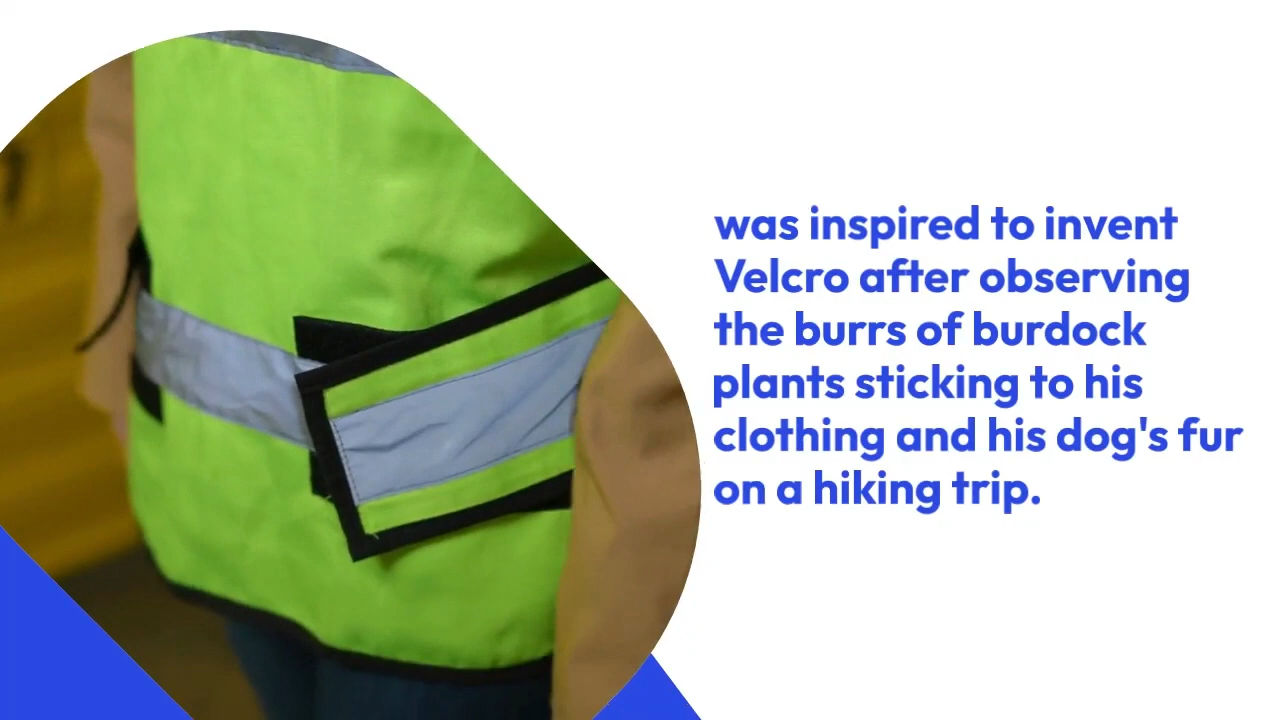 was inspired to invent
Velcro after observing
the burrs of burdock
plants sticking to his
clothing and his dog's fur
on a hiking trip.